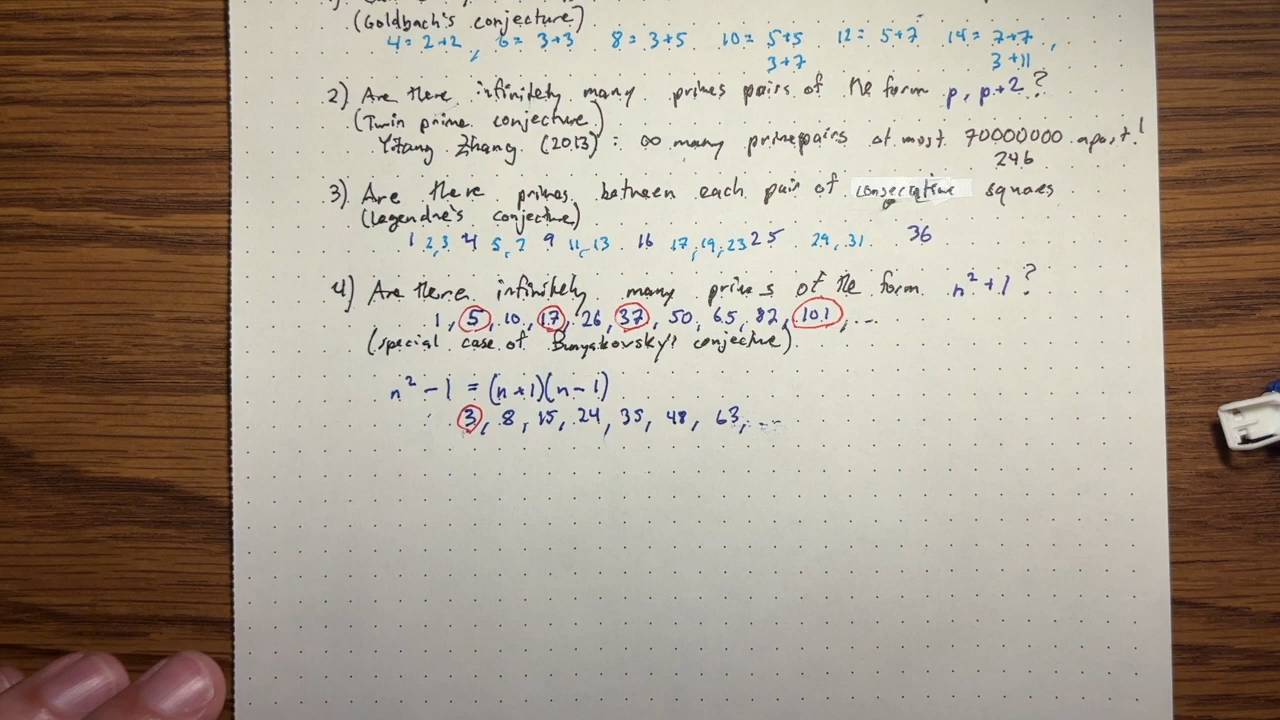 (Goldbach's conjecture)
4=2+2, 6=3+3 8=3+5 10=5+5 12=5+7 14=7+7,
3+7 3+11
2) Are there infinitely many primes pairs of the form p, p+2?
(Twin prime conjecture)
Yitang Zhang (2013): ∞ many prime pairs at most 70000000 apart!
246
3) Are there primes between each pair of consecutive squares
(Legendre's conjecture)
1 2,3 4 5,7 9 11,13 16 17,19,23 25 29,31 36
4) Are there infinitely many primes of the form n²+1?
1, 5, 10, 17, 26, 37, 50, 65, 82, 101, ...
(special case of conjecture)
n²-1 = (n+1)(n-1)
3, 8, 15, 24, 35, 48, 63, ...